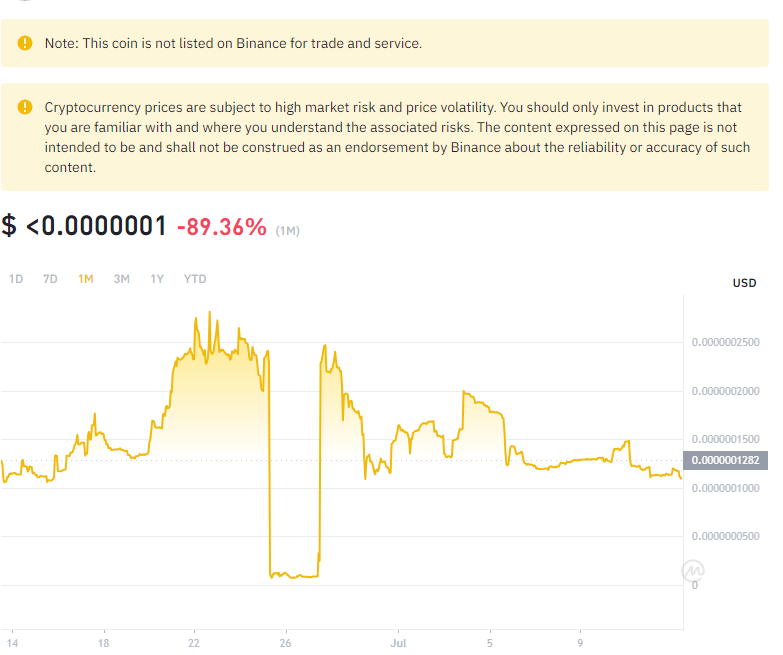 Note: This coin is not listed on Binance for trade and service.
Cryptocurrency prices are subject to high market risk and price volatility. You should only invest in products that
you are familiar with and where you understand the associated risks. The content expressed on this page is not
intended to be and shall not be construed as an endorsement by Binance about the reliability or accuracy of such
content.
$ <0.0000001 -89.36% (1M)
1D 7D 1M 3M 1Y YTD
USD
0.0000002500
0.0000002000
0.0000001500
0.0000001282
0.0000001000
0.0000000500
0
14 18 22 26 Jul 5 9